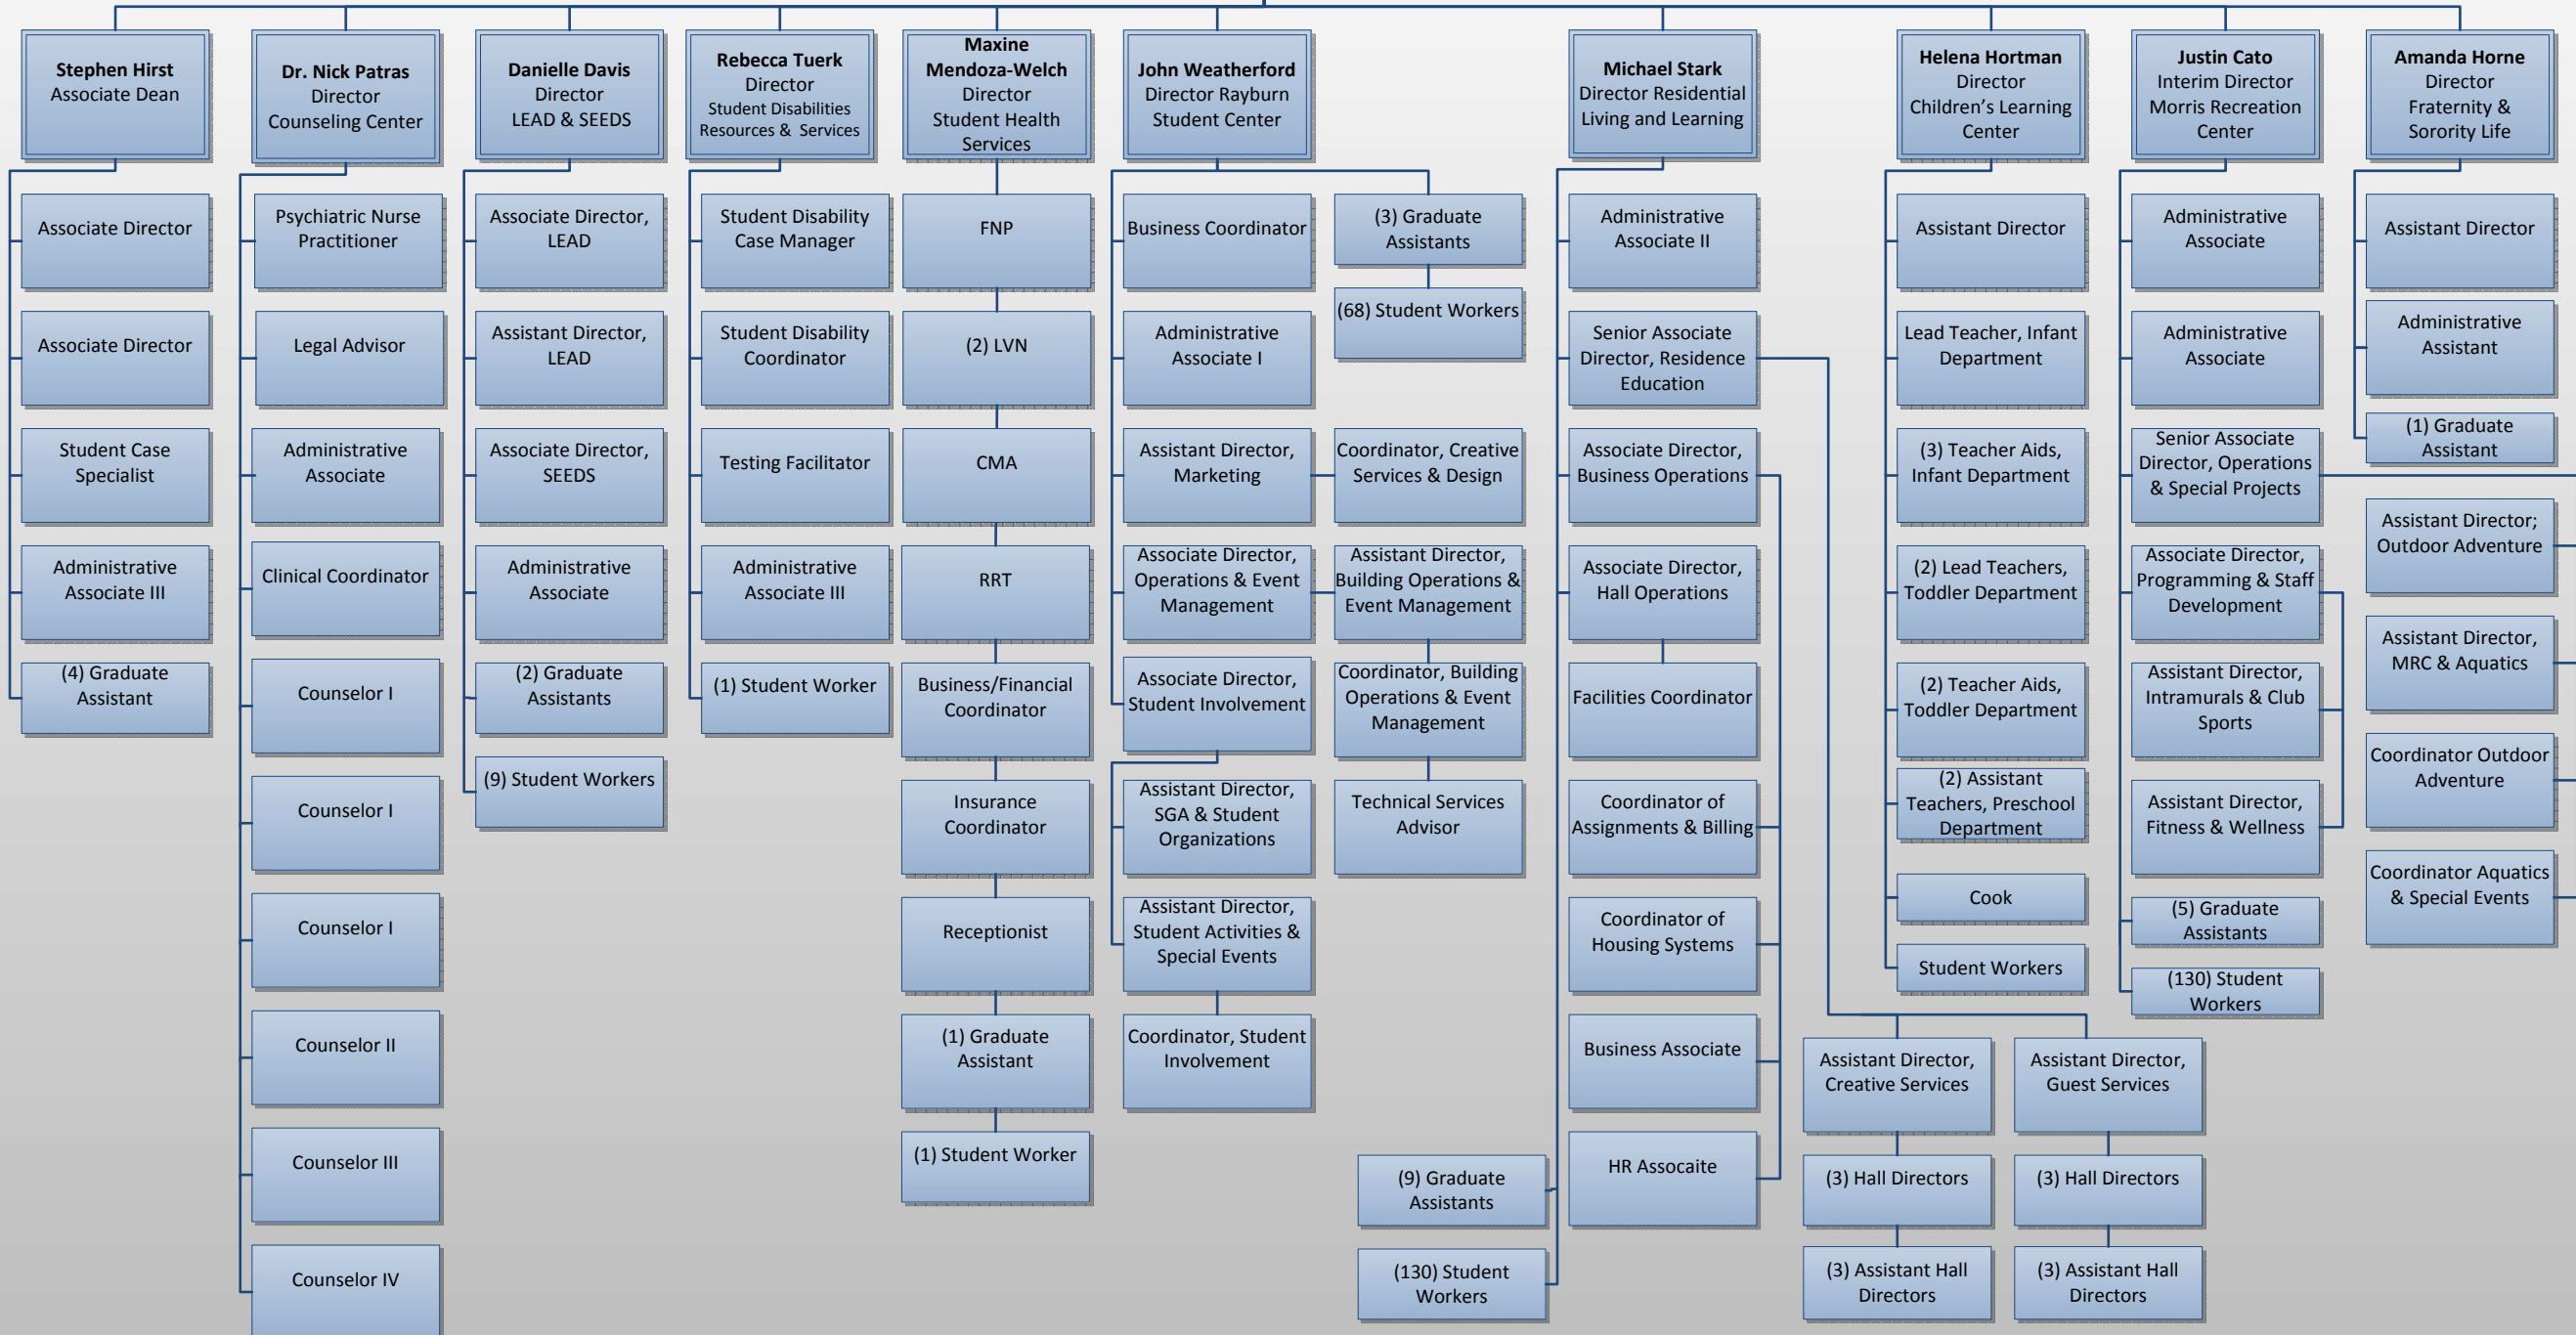 Stephen Hirst
Associate Dean
Associate Director
Associate Director
Student Case
Specialist
Administrative
Associate III
(4) Graduate
Assistant
Dr. Nick Patras
Director
Counseling Center
Psychiatric Nurse
Practitioner
Legal Advisor
Administrative
Associate
Clinical Coordinator
Counselor I
Counselor I
Counselor I
Counselor II
Counselor III
Counselor IV
Danielle Davis
Director
LEAD & SEEDS
Associate Director,
LEAD
Assistant Director,
LEAD
Associate Director,
SEEDS
Administrative
Associate
(2) Graduate
Assistants
(9) Student Workers
Rebecca Tuerk
Director
Student Disabilities
Resources & Services
Student Disability
Case Manager
Student Disability
Coordinator
Testing Facilitator
Administrative
Associate III
(1) Student Worker
Maxine
Mendoza-Welch
Director
Student Health
Services
FNP
(2) LVN
CMA
RRT
Business/Financial
Coordinator
Insurance
Coordinator
Receptionist
(1) Graduate
Assistant
(1) Student Worker
John Weatherford
Director Rayburn
Student Center
Business Coordinator
Administrative
Associate I
Assistant Director,
Marketing
Associate Director,
Operations & Event
Management
Associate Director,
Student Involvement
Assistant Director,
SGA & Student
Organizations
Assistant Director,
Student Activities &
Special Events
Coordinator, Student
Involvement
(3) Graduate
Assistants
(68) Student Workers
Coordinator, Creative
Services & Design
Assistant Director,
Building Operations &
Event Management
Coordinator, Building
Operations & Event
Management
Technical Services
Advisor
Michael Stark
Director Residential
Living and Learning
Administrative
Associate II
Senior Associate
Director, Residence
Education
Associate Director,
Business Operations
Associate Director,
Hall Operations
Facilities Coordinator
Coordinator of
Assignments & Billing
Coordinator of
Housing Systems
Business Associate
HR Assocaite
(9) Graduate
Assistants
(130) Student
Workers
Assistant Director,
Creative Services
(3) Hall Directors
(3) Assistant Hall
Directors
Assistant Director,
Guest Services
(3) Hall Directors
(3) Assistant Hall
Directors
Helena Hortman
Director
Children’s Learning
Center
Assistant Director
Lead Teacher, Infant
Department
(3) Teacher Aids,
Infant Department
(2) Lead Teachers,
Toddler Department
(2) Teacher Aids,
Toddler Department
(2) Assistant
Teachers, Preschool
Department
Cook
Student Workers
Justin Cato
Interim Director
Morris Recreation
Center
Administrative
Associate
Administrative
Associate
Senior Associate
Director, Operations
& Special Projects
Associate Director,
Programming & Staff
Development
Assistant Director,
Intramurals & Club
Sports
Assistant Director,
Fitness & Wellness
(5) Graduate
Assistants
(130) Student
Workers
Amanda Horne
Director
Fraternity &
Sorority Life
Assistant Director
Administrative
Assistant
(1) Graduate
Assistant
Assistant Director;
Outdoor Adventure
Assistant Director,
MRC & Aquatics
Coordinator Outdoor
Adventure
Coordinator Aquatics
& Special Events